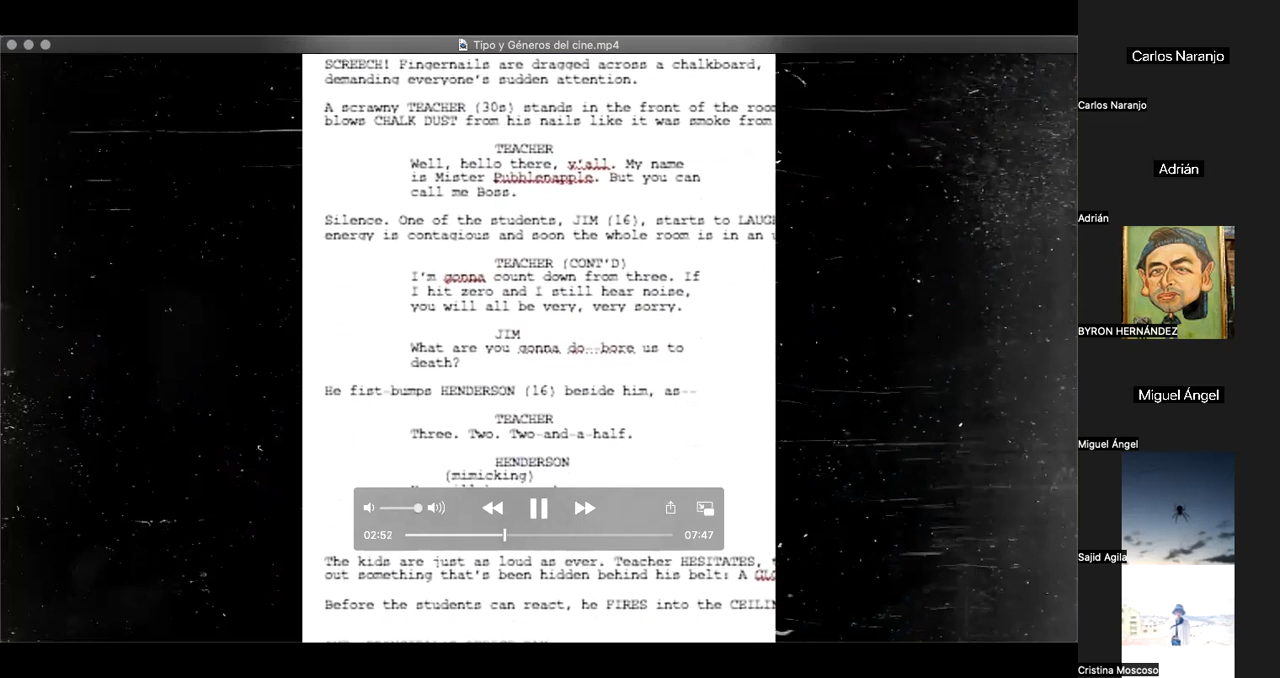 Tipo y Géneros del cine.mp4
SCREECH! Fingernails are dragged across a chalkboard,
demanding everyone's sudden attention.
A scrawny TEACHER (30s) stands in the front of the
blows CHALK DUST from his nails like it was smoke from
TEACHER
Well, hello there, y'all. My name
is Mister Bubblenapple. But you can
call me Boss.
Silence. One of the students, JIM (16), starts to
energy is contagious and soon the whole room is in an
TEACHER (CONT'D)
I'm gonna count down from three. If
I hit zero and I still hear noise,
you will all be very, very sorry.
JIM
What are you gonna do--bore us to
death?
He fist-bumps HENDERSON (16) beside him, as--
TEACHER
Three. Two. Two-and-a-half.
HENDERSON
(mimicking)
02:52
07:47
The kids are just as loud as ever. Teacher HESITATES,
out something that's been hidden behind his belt: A
Before the students can react, he FIRES into the
Carlos Naranjo
Carlos Naranjo
Adrián
Adrián
BYRON HERNÁNDEZ
Miguel Ángel
Miguel Ángel
Sajid Agila
Cristina Moscoso